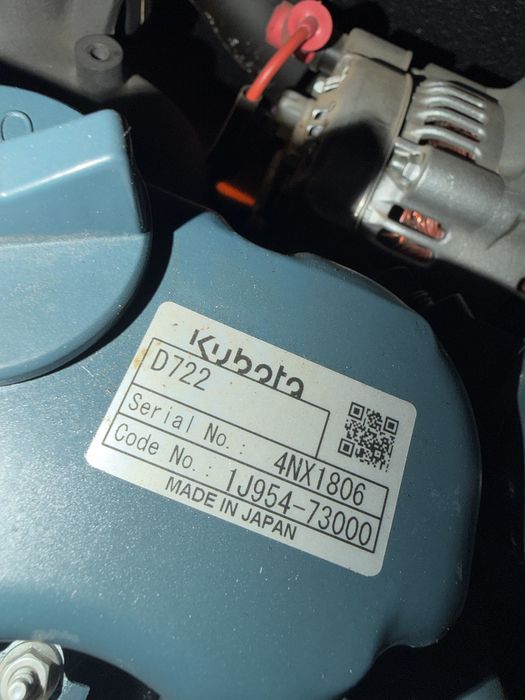 Kubota
D722
Serial No.: 4NX1806
Code No.: 1J954-73000
MADE IN JAPAN